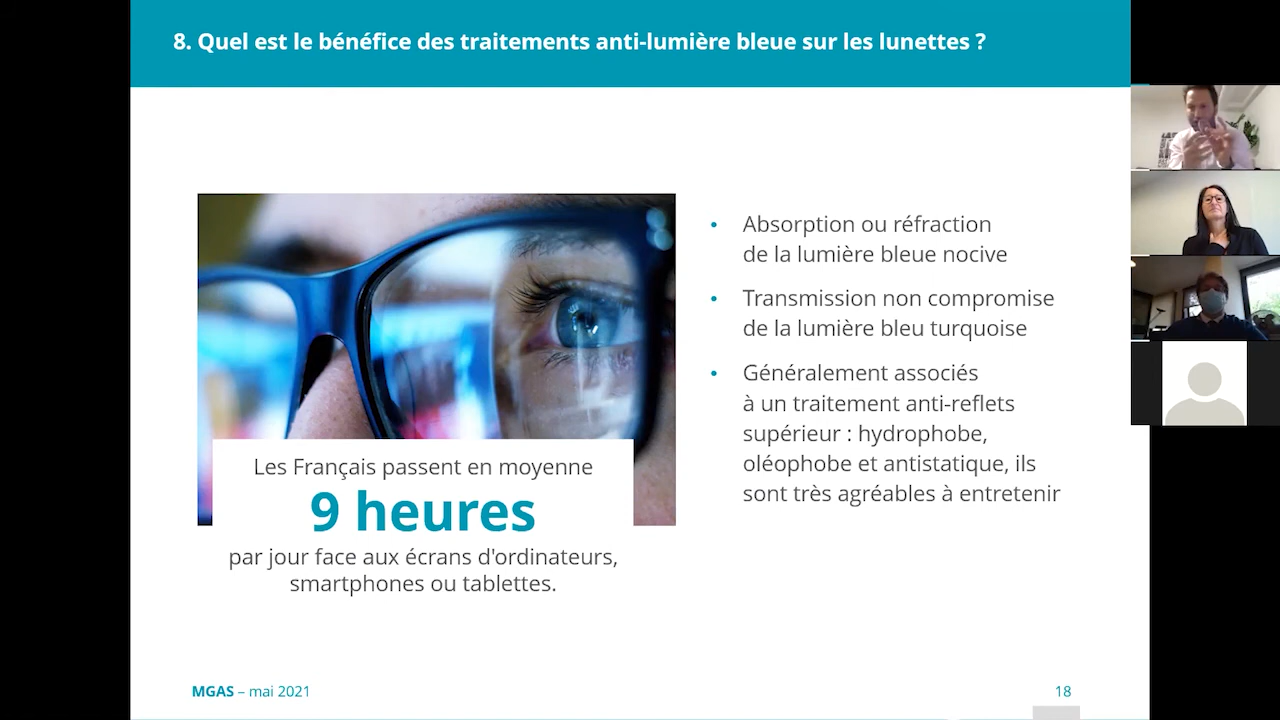 8. Quel est le bénéfice des traitements anti-lumière bleue sur les lunettes ?
Les Français passent en moyenne
9 heures
par jour face aux écrans d'ordinateurs,
smartphones ou tablettes.
• Absorption ou réfraction
de la lumière bleue nocive
• Transmission non compromise
de la lumière bleu turquoise
• Généralement associés
à un traitement anti-reflets
supérieur : hydrophobe,
oléophobe et antistatique, ils
sont très agréables à entretenir
MGAS – mai 2021
18